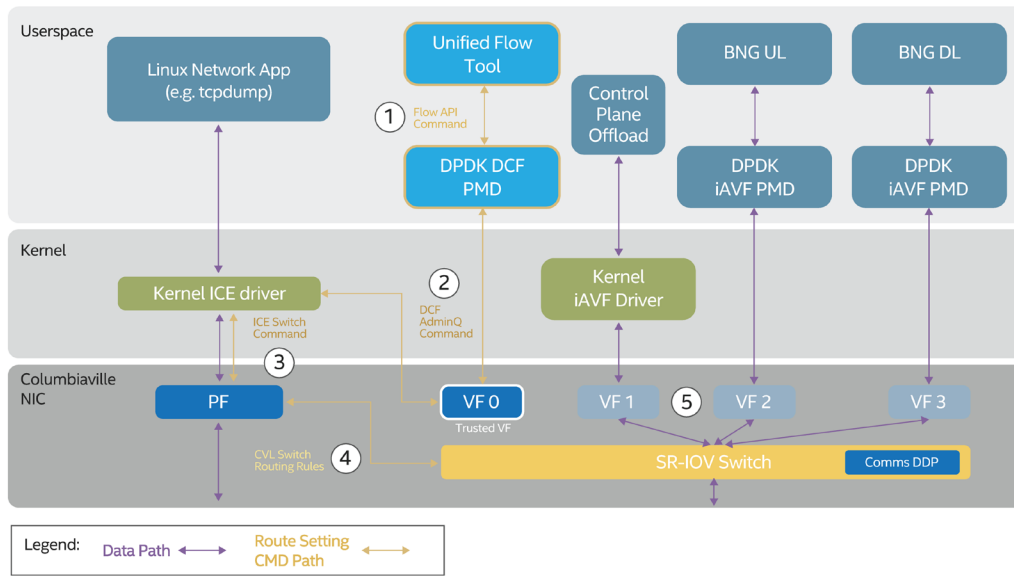 Userspace
Linux Network App
(e.g. tcpdump)
Unified Flow
Tool
1
Flow API
Command
DPDK DCF
PMD
Control
Plane
Offload
BNG UL
DPDK
iAVF PMD
BNG DL
DPDK
iAVF PMD
Kernel
Kernel ICE driver
2
DCF
AdminQ
Command
Kernel
iAVF Driver
ICE Switch
Command
3
Columbiaville
NIC
PF
VF 0
Trusted VF
VF 1
5
VF 2
VF 3
CVL Switch
Routing Rules
4
SR-IOV Switch
Comms DDP
Legend:
Data Path
Route Setting
CMD Path